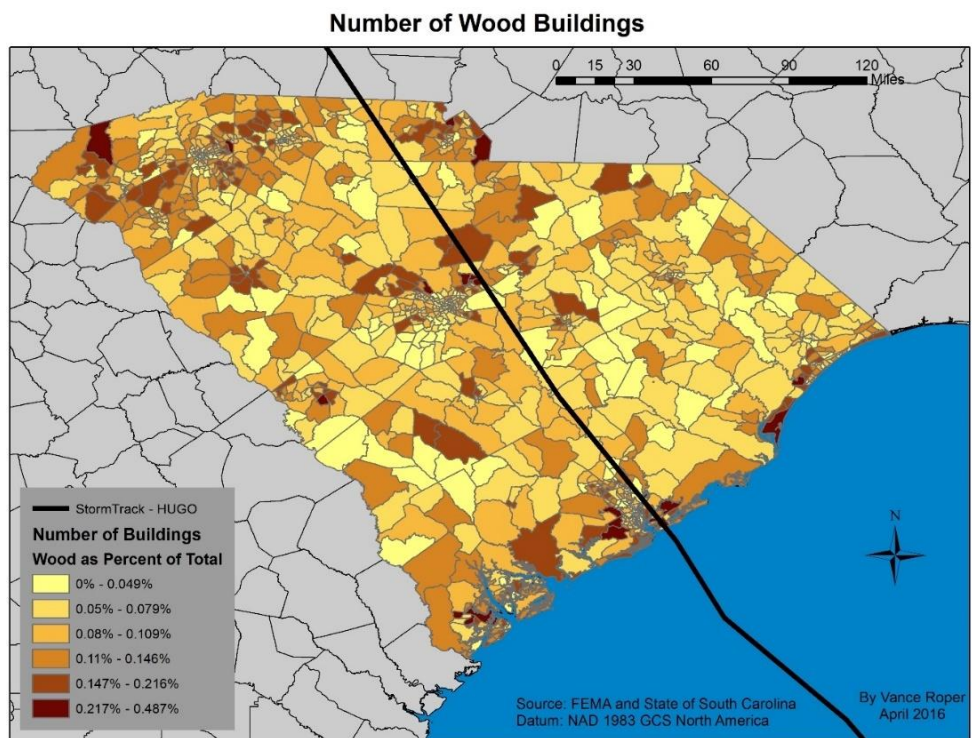 Number of Wood Buildings
0 15 30 60 90 120
Miles
N
StormTrack - HUGO
Number of Buildings
Wood as Percent of Total
0% - 0.049%
0.05% - 0.079%
0.08% - 0.109%
0.11% - 0.146%
0.147% - 0.216%
0.217% - 0.487%
Source: FEMA and State of South Carolina
Datum: NAD 1983 GCS North America
By Vance Roper
April 2016